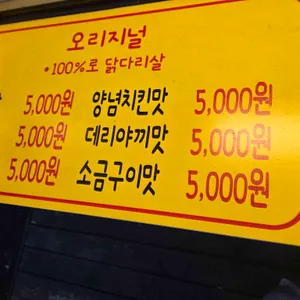 오리지널
•100%로 닭다리살
5,000원 양념치킨맛 5,000원
5,000원 데리야끼맛 5,000원
5,000원 소금구이맛 5,000원